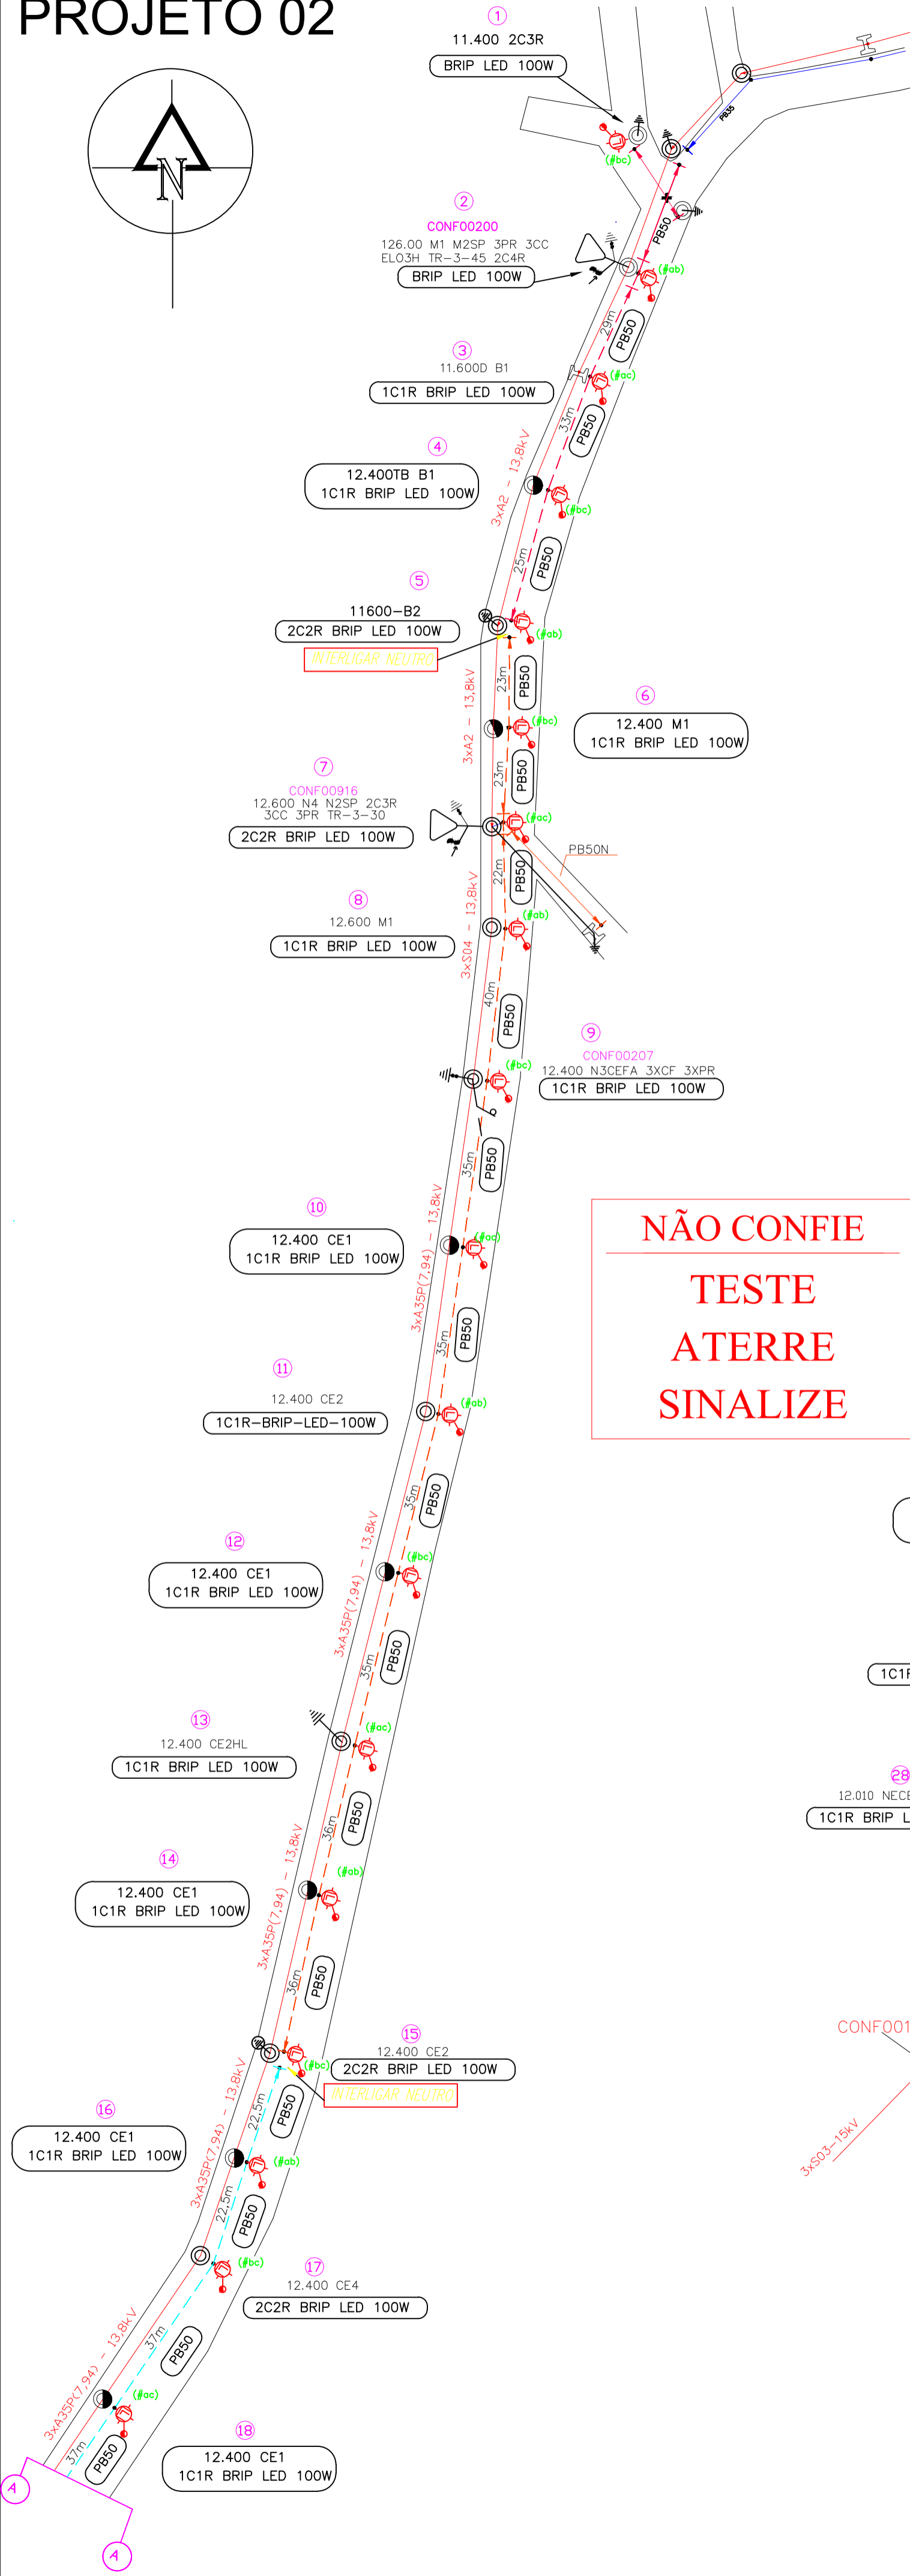 PROJETO 02
N
1
11.400 2C3R
BRIP LED 100W
(#bc)
PB35
PB50
2
CONF00200
126.00 M1 M2SP 3PR 3CC
EL03H TR-3-45 2C4R
BRIP LED 100W
(#ab)
29m
PB50
3
11.600D B1
1C1R BRIP LED 100W
(#ac)
33m
PB50
4
12.400TB B1
1C1R BRIP LED 100W
3xA2 - 13,8kV
(#bc)
25m
PB50
5
11600-B2
2C2R BRIP LED 100W
INTERLIGAR NEUTRO
(#ab)
23m
PB50
3xA2 - 13,8kV
6
12.400 M1
1C1R BRIP LED 100W
(#bc)
23m
PB50
7
CONF00916
12.600 N4 N2SP 2C3R
3CC 3PR TR-3-30
2C2R BRIP LED 100W
(#ac)
PB50N
22m
PB50
8
12.600 M1
1C1R BRIP LED 100W
3xS04 - 13,8kV
(#ab)
40m
PB50
9
CONF00207
12.400 N3CEFA 3XCF 3XPR
1C1R BRIP LED 100W
(#bc)
35m
PB50
10
12.400 CE1
1C1R BRIP LED 100W
3xA35P(7,94) - 13,8kV
(#ac)
35m
PB50
NÃO CONFIE
TESTE
ATERRE
SINALIZE
11
12.400 CE2
1C1R-BRIP-LED-100W
(#ab)
35m
PB50
12
12.400 CE1
1C1R BRIP LED 100W
3xA35P(7,94) - 13,8kV
(#bc)
35m
PB50
1C1R
13
12.400 CE2HL
1C1R BRIP LED 100W
(#ac)
36m
PB50
28
12.010 NECE
1C1R BRIP L
14
12.400 CE1
1C1R BRIP LED 100W
3xA35P(7,94) - 13,8kV
(#ab)
36m
PB50
15
12.400 CE2
2C2R BRIP LED 100W
INTERLIGAR NEUTRO
(#bc)
22,5m
PB50
CONF001
3xS03-15kV
16
12.400 CE1
1C1R BRIP LED 100W
3xA35P(7,94) - 13,8kV
(#ab)
22,5m
PB50
17
12.400 CE4
2C2R BRIP LED 100W
(#bc)
37m
PB50
3xA35P(7,94) - 13,8kV
(#ac)
37m
PB50
18
12.400 CE1
1C1R BRIP LED 100W
A
A